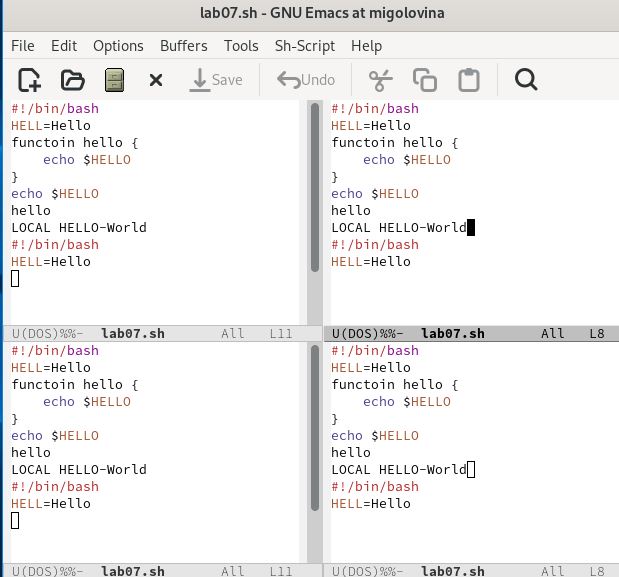 lab07.sh - GNU Emacs at migolovina
File Edit Options Buffers Tools Sh-Script Help
Save Undo
#!/bin/bash
HELL=Hello
functoin hello {
    echo $HELLO
}
echo $HELLO
hello
LOCAL HELLO-World
#!/bin/bash
HELL=Hello
U(DOS)%%- lab07.sh All L11
#!/bin/bash
HELL=Hello
functoin hello {
    echo $HELLO
}
echo $HELLO
hello
LOCAL HELLO-World
#!/bin/bash
HELL=Hello
U(DOS)%%- lab07.sh All L8
#!/bin/bash
HELL=Hello
functoin hello {
    echo $HELLO
}
echo $HELLO
hello
LOCAL HELLO-World
#!/bin/bash
HELL=Hello
U(DOS)%%- lab07.sh All L11
#!/bin/bash
HELL=Hello
functoin hello {
    echo $HELLO
}
echo $HELLO
hello
LOCAL HELLO-World
#!/bin/bash
HELL=Hello
U(DOS)%%- lab07.sh All L8